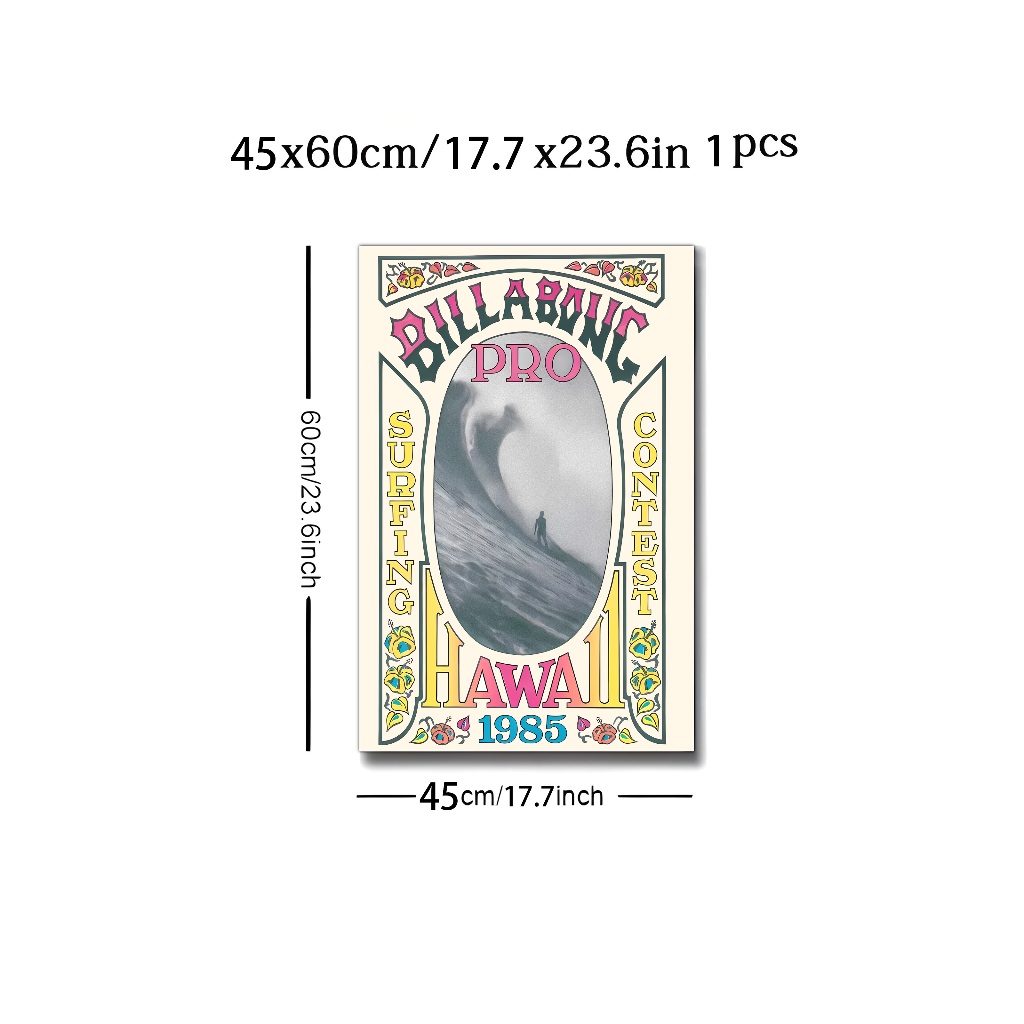 45x60cm/17.7 x23.6in 1pcs
60cm/23.6inch
BILLABONG
PRO
SURFING
CONTEST
HAWAII
1985
45cm/17.7inch